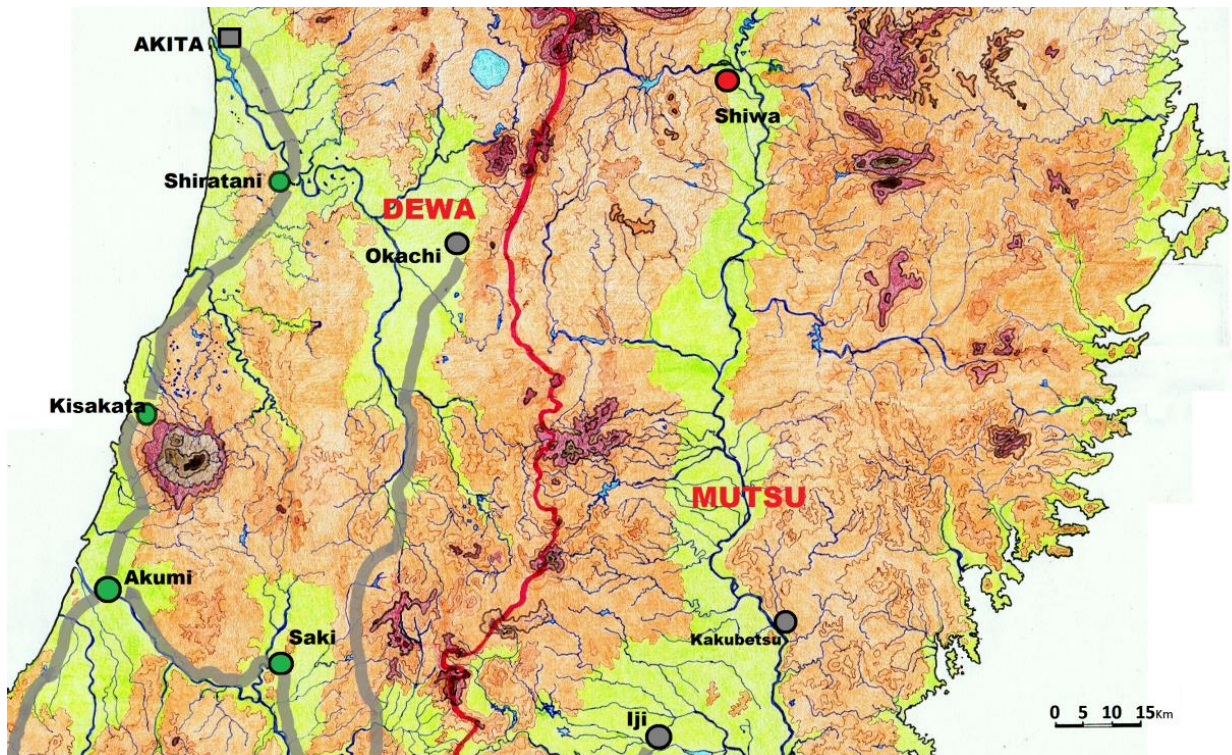 AKITA
Shiwa
Shiratani
DEWA
Okachi
Kisakata
MUTSU
Akumi
Saki
Kakubetsu
Iji
0 5 10 15Km